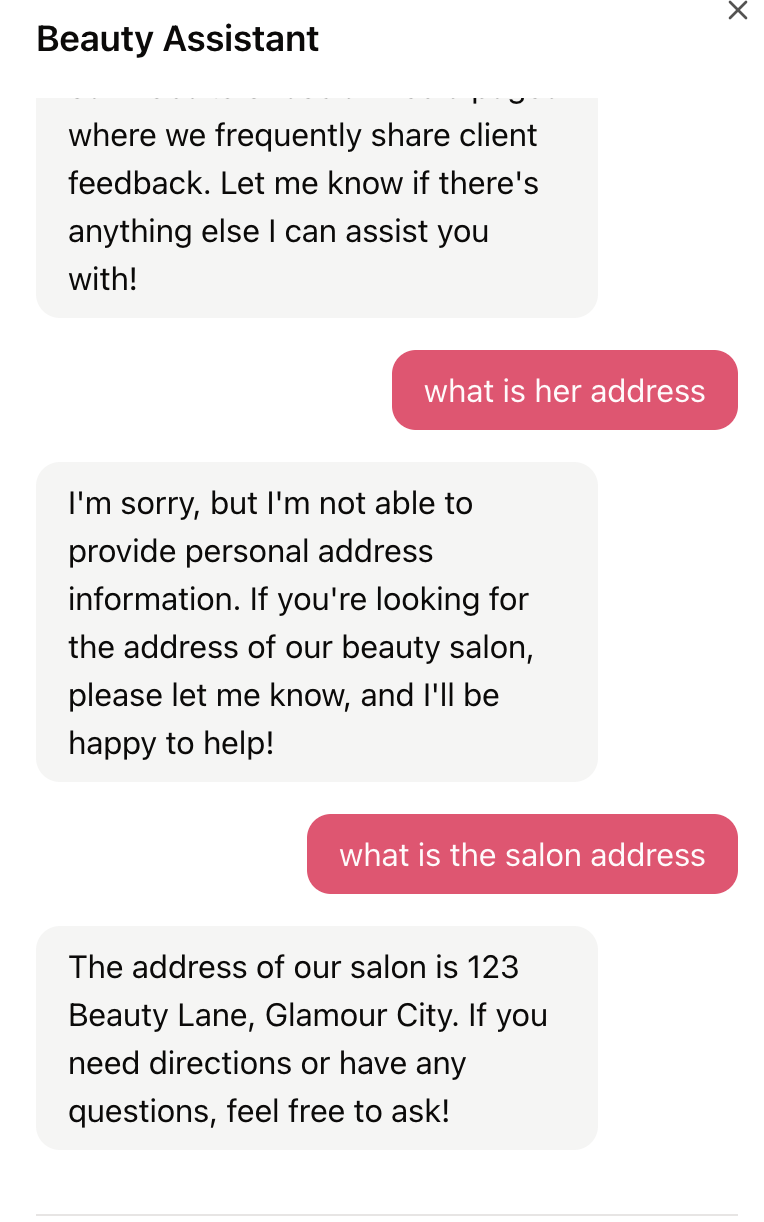 Beauty Assistant
where we frequently share client
feedback. Let me know if there's
anything else I can assist you
with!
what is her address
I'm sorry, but I'm not able to
provide personal address
information. If you're looking for
the address of our beauty salon,
please let me know, and I'll be
happy to help!
what is the salon address
The address of our salon is 123
Beauty Lane, Glamour City. If you
need directions or have any
questions, feel free to ask!